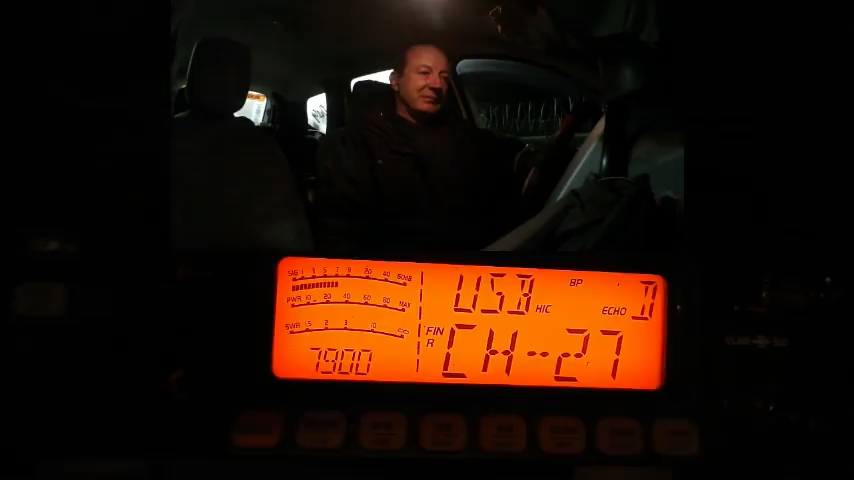 SIG 1 3 5 7 9 20 40 60dB
PWR 10 20 40 60 80 MAX
SWR 1.5 2 3 10 ∞
7900
USB HIC BP ECHO D
FIN
R
CH-27